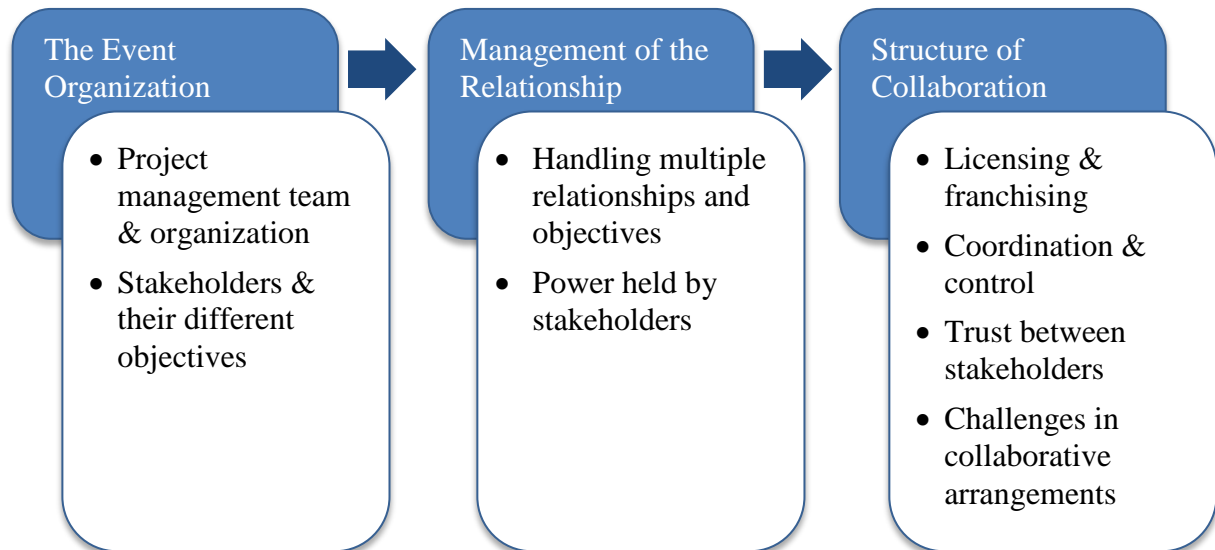 The Event
Organization
• Project
management team
& organization
• Stakeholders &
their different
objectives
Management of the
Relationship
• Handling multiple
relationships and
objectives
• Power held by
stakeholders
Structure of
Collaboration
• Licensing &
franchising
• Coordination &
control
• Trust between
stakeholders
• Challenges in
collaborative
arrangements